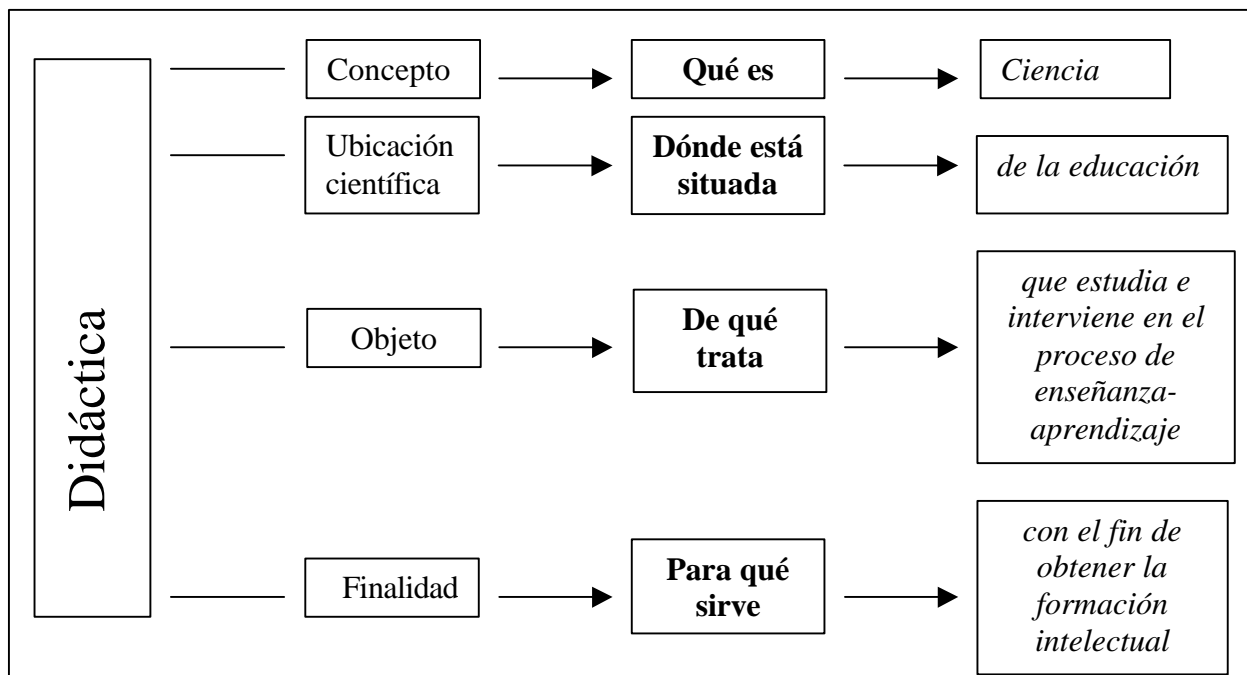 Didáctica
Concepto
Qué es
Ciencia
Ubicación
científica
Dónde está
situada
de la educación
Objeto
De qué
trata
que estudia e
interviene en el
proceso de
enseñanza-
aprendizaje
Finalidad
Para qué
sirve
con el fin de
obtener la
formación
intelectual